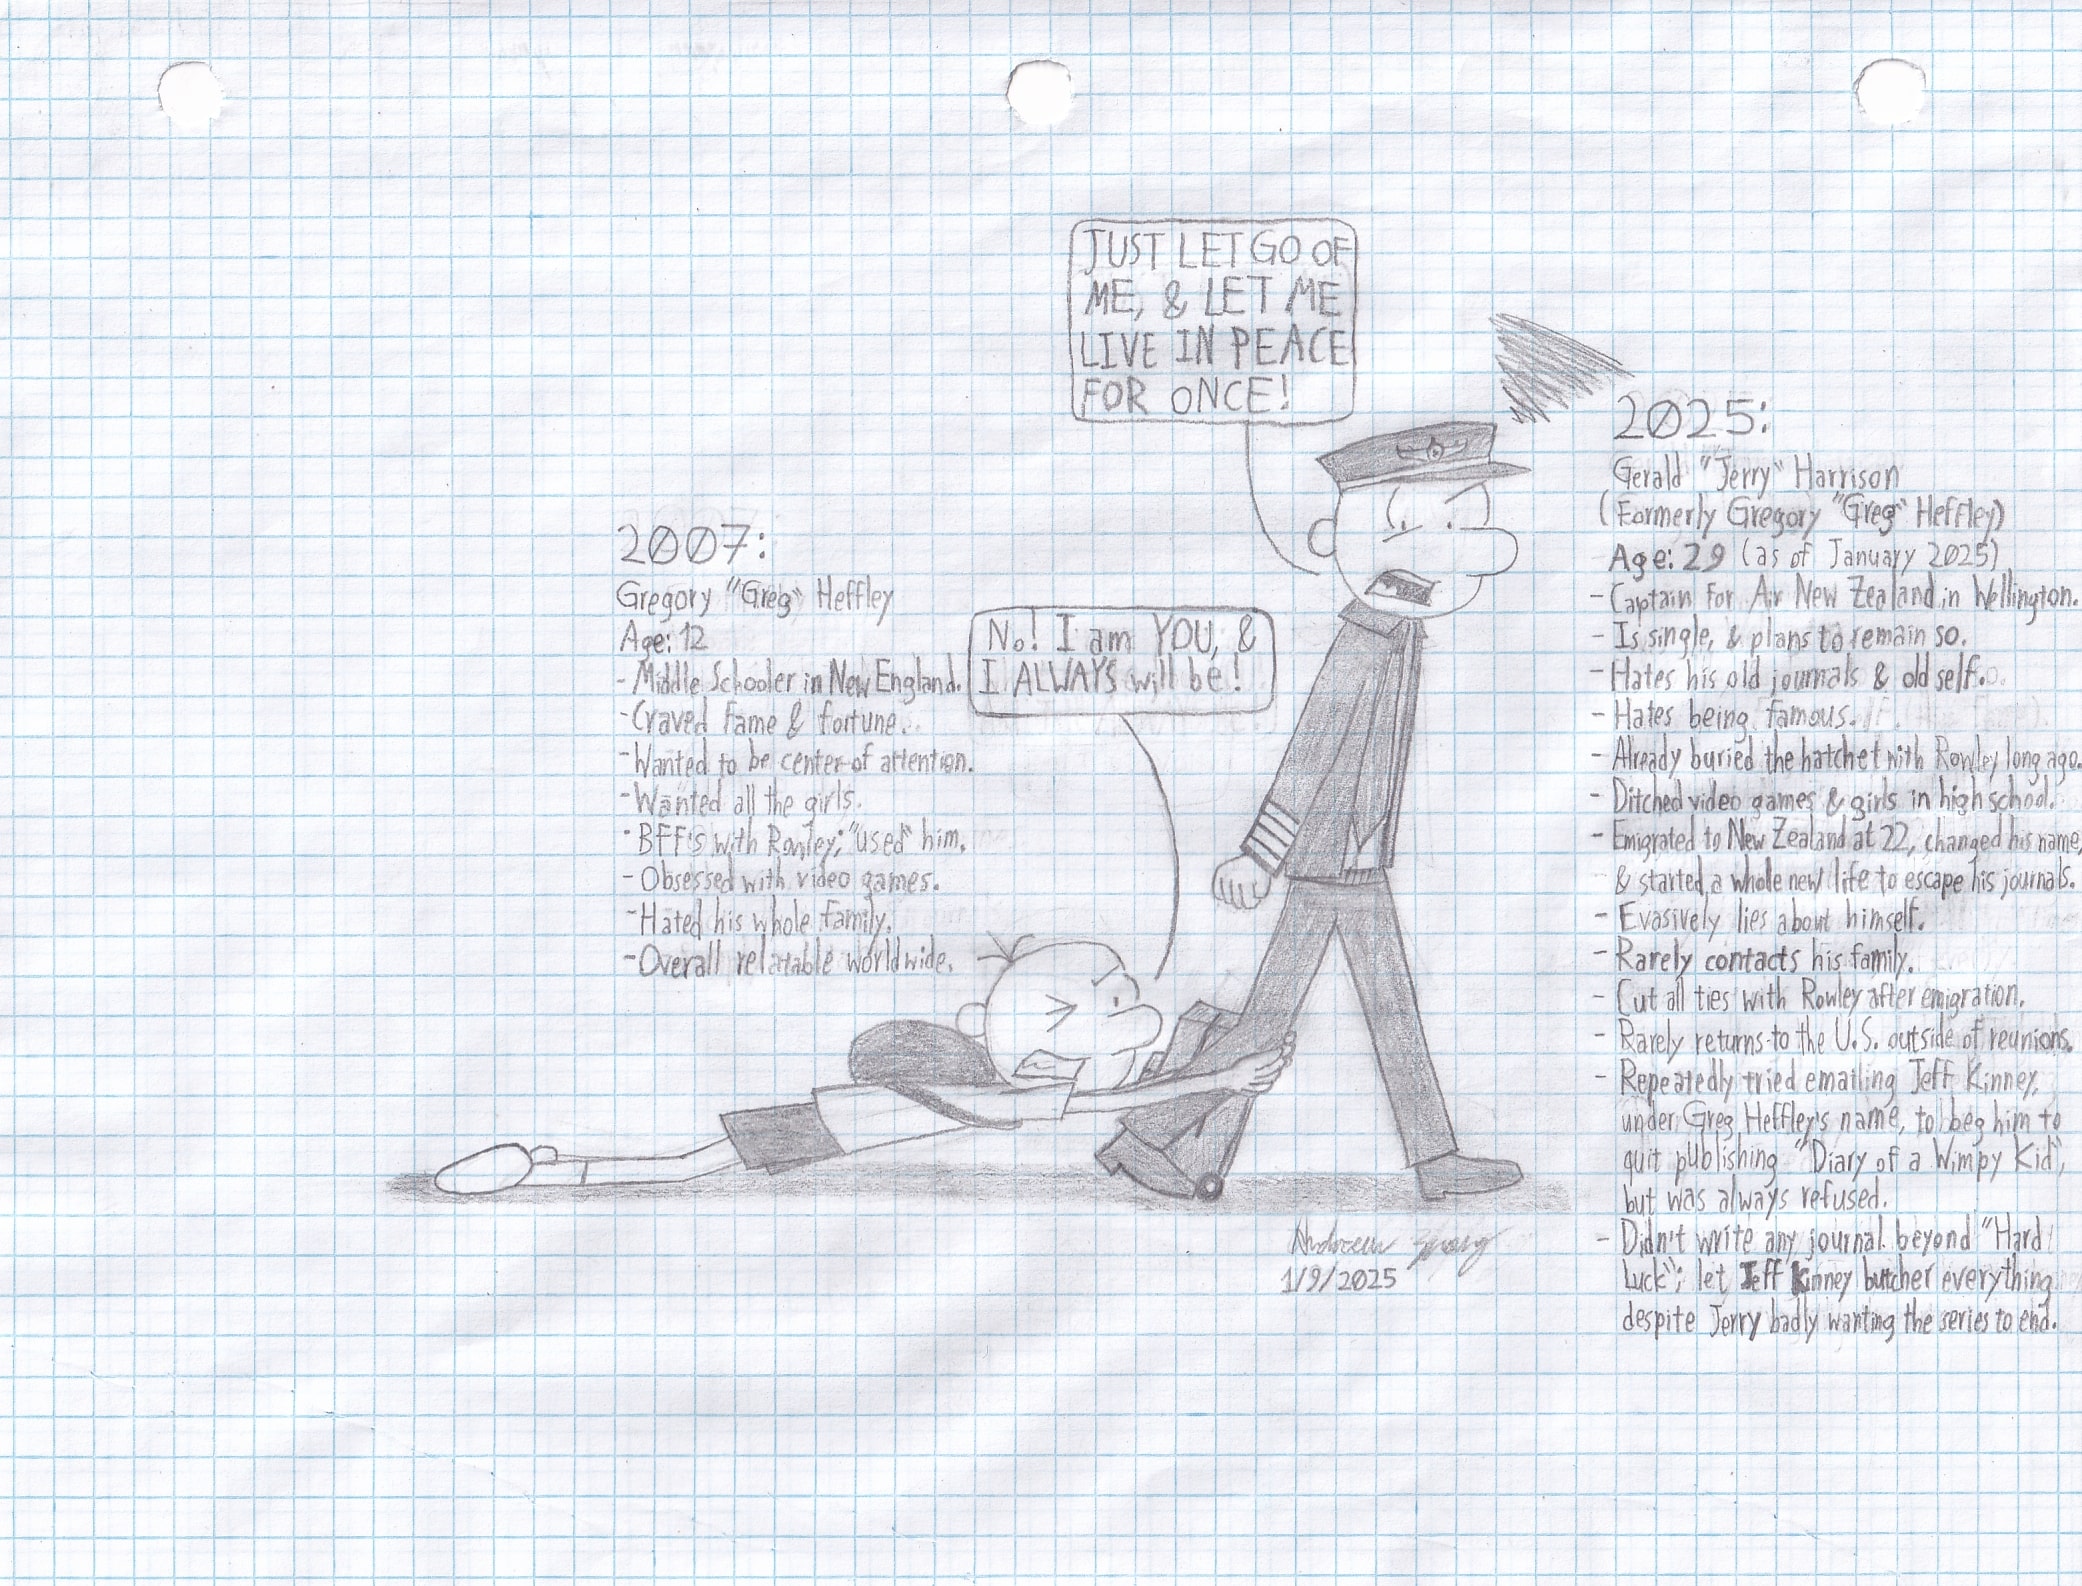 JUST LET GO OF
ME, & LET ME
LIVE IN PEACE
FOR ONCE!
2007:
Gregory "Greg" Heffley
Age: 12
- Middle Schooler in New England.
- Craved fame & fortune.
- Wanted to be center of attention.
- Wanted all the girls.
- BFF's with Rowley; "used" him.
- Obsessed with video games.
- Hated his whole family.
- Overall relatable worldwide.
No! I am YOU, &
I ALWAYS will be!
2025:
Gerald "Jerry" Harrison
(Formerly Gregory "Greg" Heffley)
Age: 29 (as of January 2025)
- Captain for Air New Zealand in Wellington.
- Is single, & plans to remain so.
- Hates his old journals & old self.
- Hates being famous.
- Already buried the hatchet with Rowley long ago.
- Ditched video games & girls in high school.
- Emigrated to New Zealand at 22, changed his name,
& started a whole new life to escape his journals.
- Evasively lies about himself.
- Rarely contacts his family.
- Cut all ties with Rowley after emigration.
- Rarely returns to the U.S. outside of reunions.
- Repeatedly tried emailing Jeff Kinney,
under Greg Heffley's name, to beg him to
quit publishing "Diary of a Wimpy Kid",
but was always refused.
- Didn't write any journal beyond "Hard
Luck"; let Jeff Kinney butcher everything
despite Jerry badly wanting the series to end.
1/9/2025